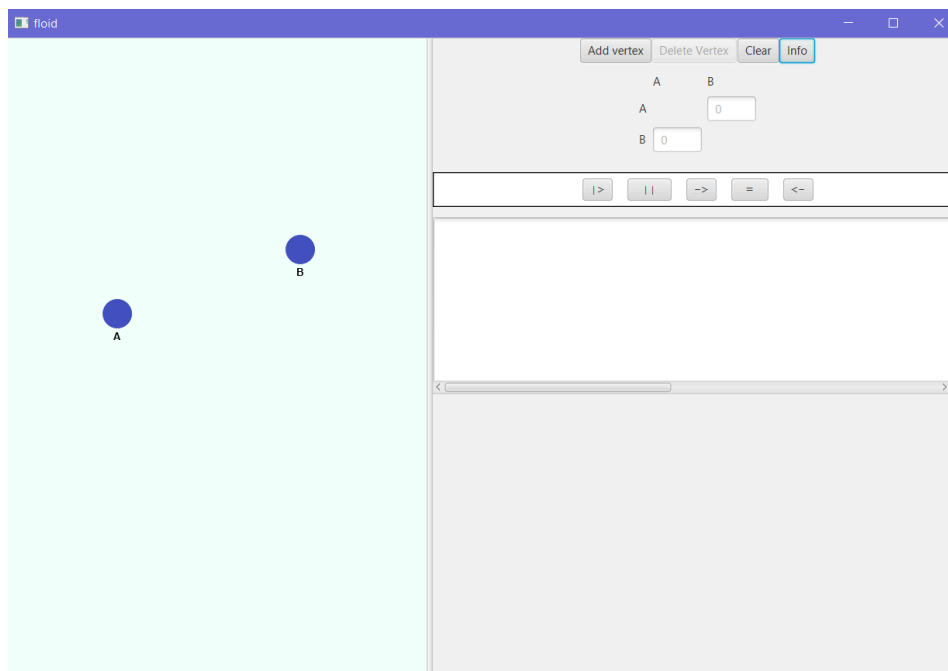 floid
Add vertex Delete Vertex Clear Info
A B
A 0
B 0
|> || -> = <-
B
A